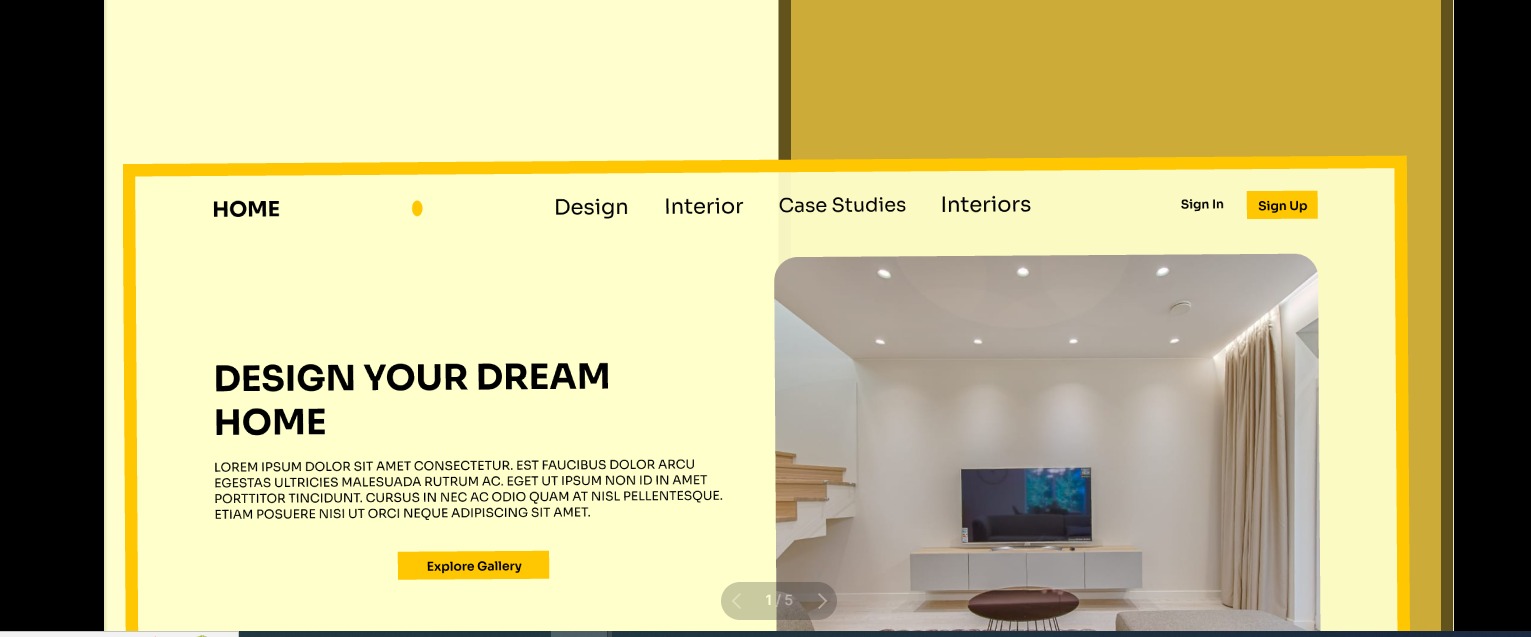 HOME
Design Interior Case Studies Interiors
Sign In Sign Up
DESIGN YOUR DREAM
HOME
LOREM IPSUM DOLOR SIT AMET CONSECTETUR. EST FAUCIBUS DOLOR ARCU
EGESTAS ULTRICIES MALESUADA RUTRUM AC. EGET UT IPSUM NON ID IN AMET
PORTTITOR TINCIDUNT. CURSUS IN NEC AC ODIO QUAM AT NISL PELLENTESQUE.
ETIAM POSUERE NISI UT ORCI NEQUE ADIPISCING SIT AMET.
Explore Gallery
1 / 5